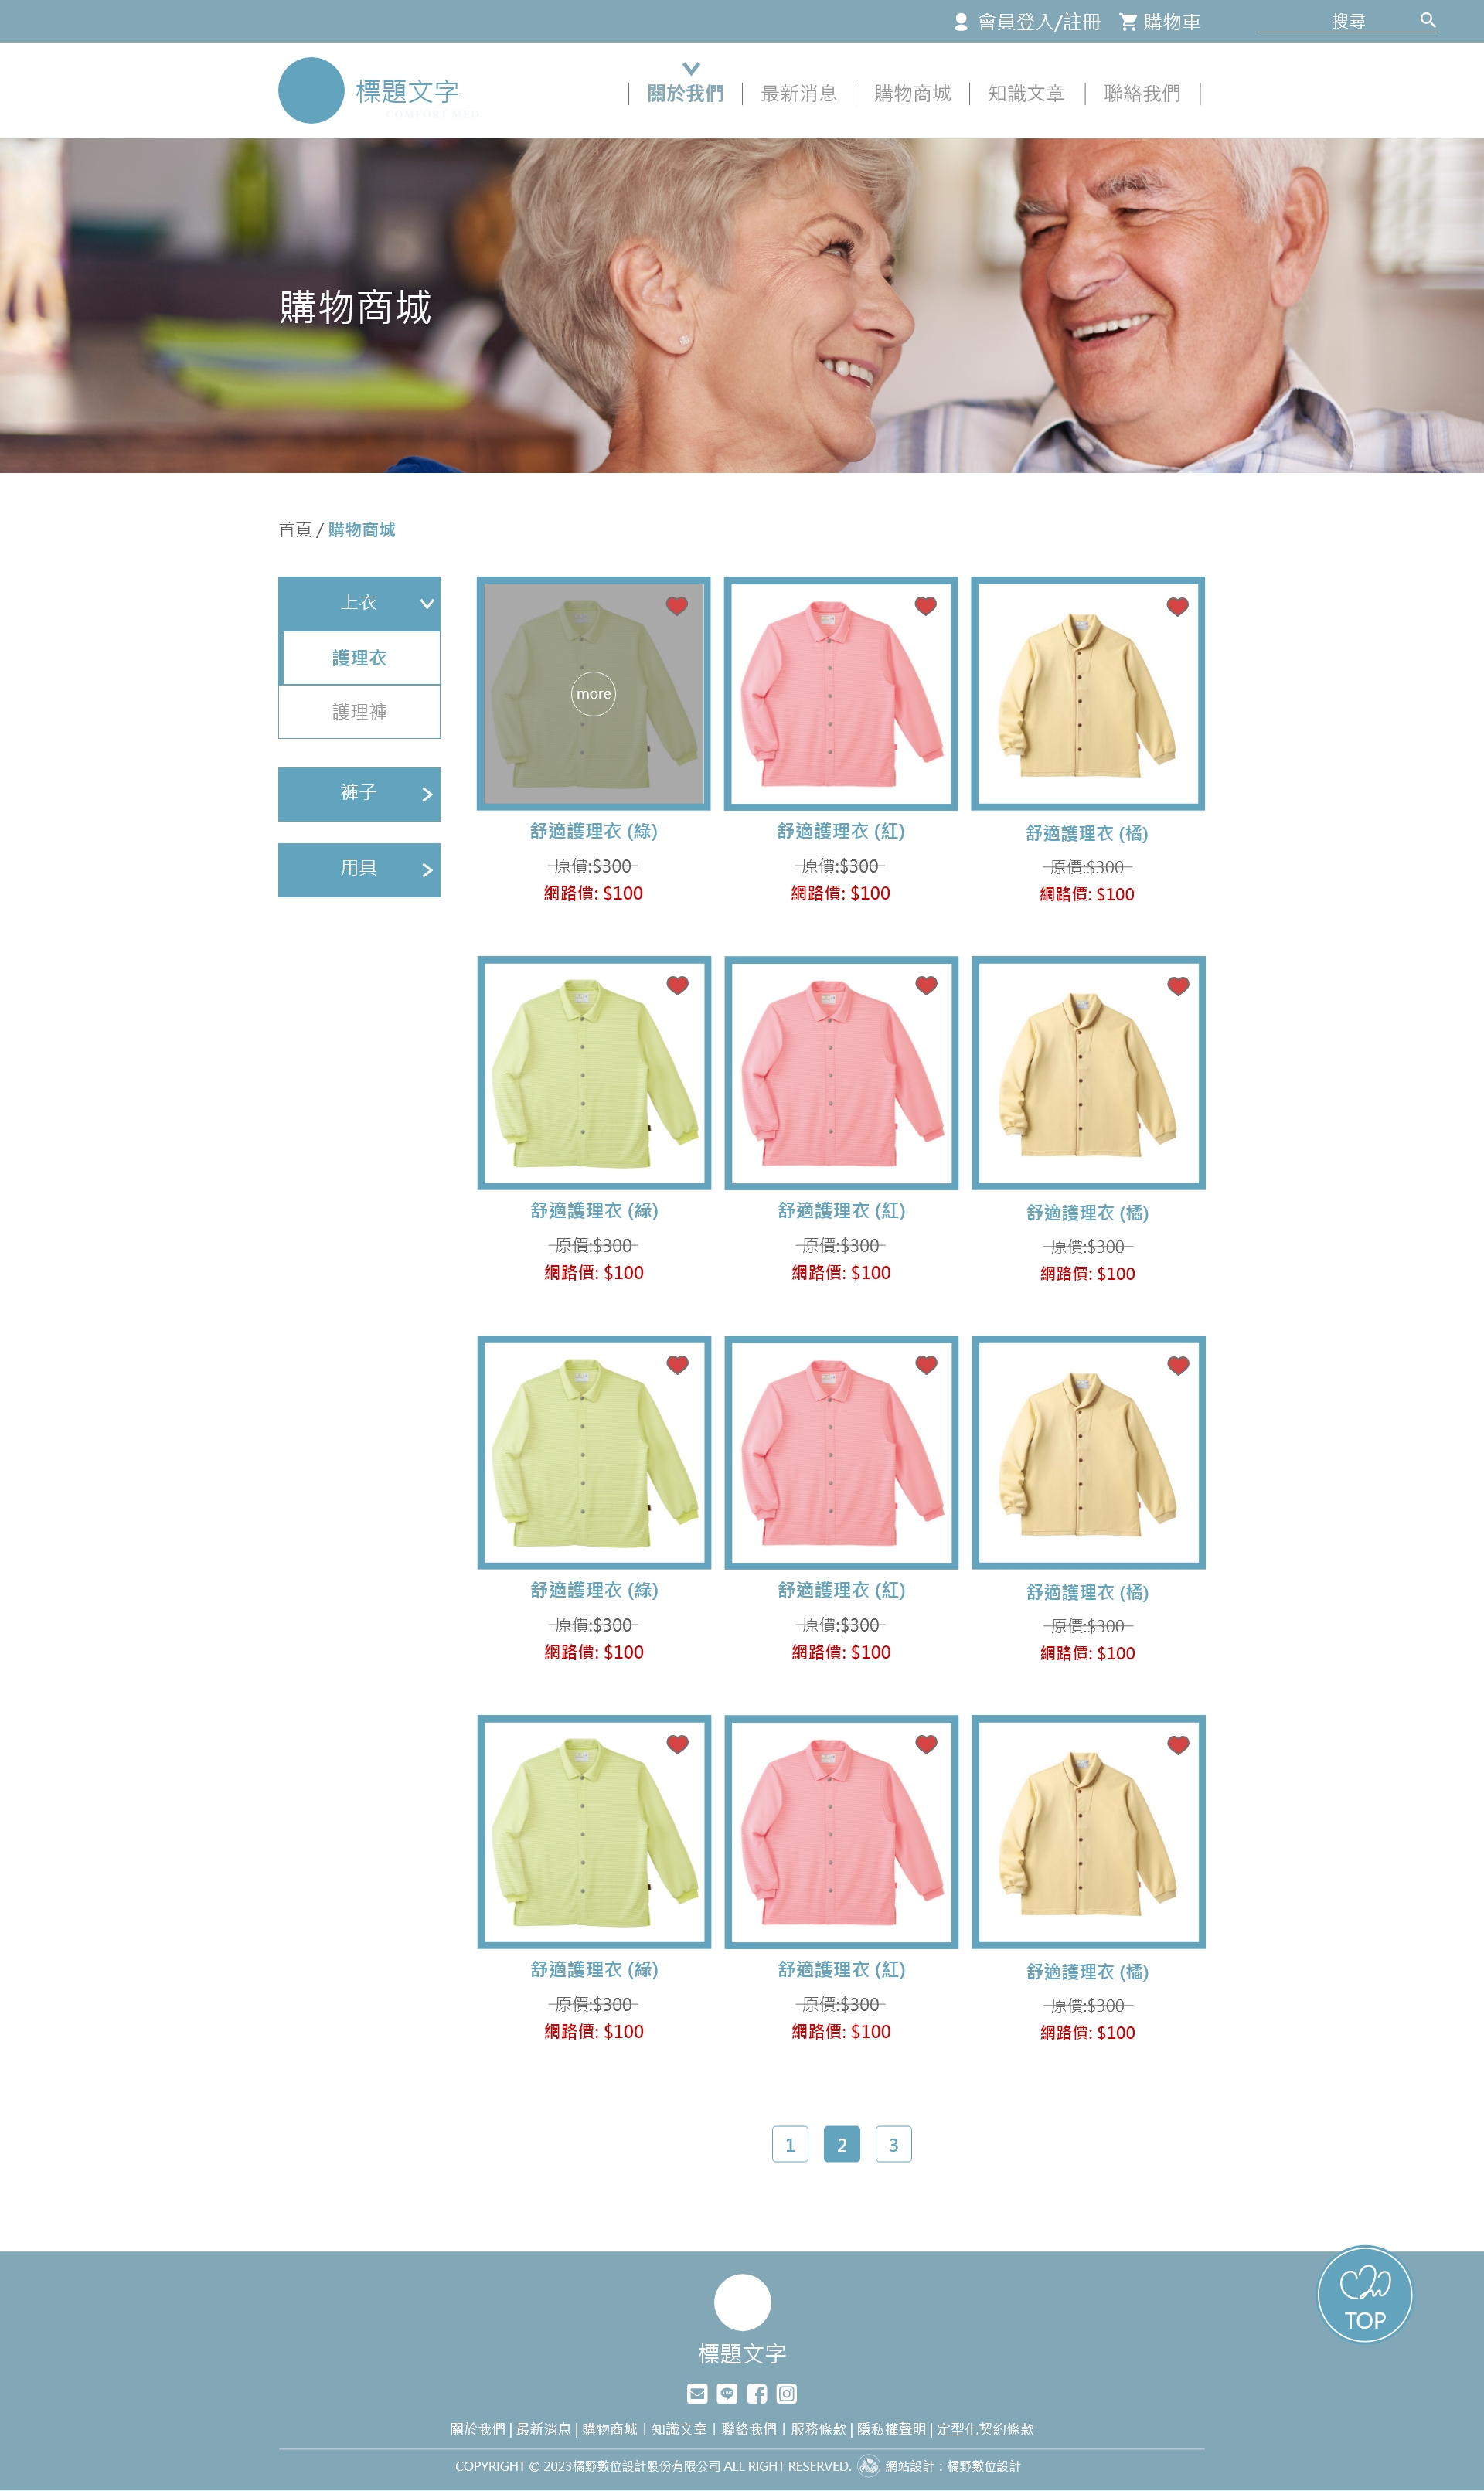 會員登入/註冊 購物車 搜尋
標題文字
COMFORT MED.
關於我們 最新消息 購物商城 知識文章 聯絡我們
購物商城
首頁 / 購物商城
上衣
護理衣
護理褲
褲子
用具
more
舒適護理衣 (綠) 舒適護理衣 (紅) 舒適護理衣 (橘)
原價:$300 原價:$300 原價:$300
網路價: $100 網路價: $100 網路價: $100
舒適護理衣 (綠) 舒適護理衣 (紅) 舒適護理衣 (橘)
原價:$300 原價:$300 原價:$300
網路價: $100 網路價: $100 網路價: $100
舒適護理衣 (綠) 舒適護理衣 (紅) 舒適護理衣 (橘)
原價:$300 原價:$300 原價:$300
網路價: $100 網路價: $100 網路價: $100
舒適護理衣 (綠) 舒適護理衣 (紅) 舒適護理衣 (橘)
原價:$300 原價:$300 原價:$300
網路價: $100 網路價: $100 網路價: $100
1 2 3
TOP
標題文字
關於我們 | 最新消息 | 購物商城 | 知識文章 | 聯絡我們 | 服務條款 | 隱私權聲明 | 定型化契約條款
COPYRIGHT © 2023橘野數位設計股份有限公司 ALL RIGHT RESERVED. 網站設計：橘野數位設計